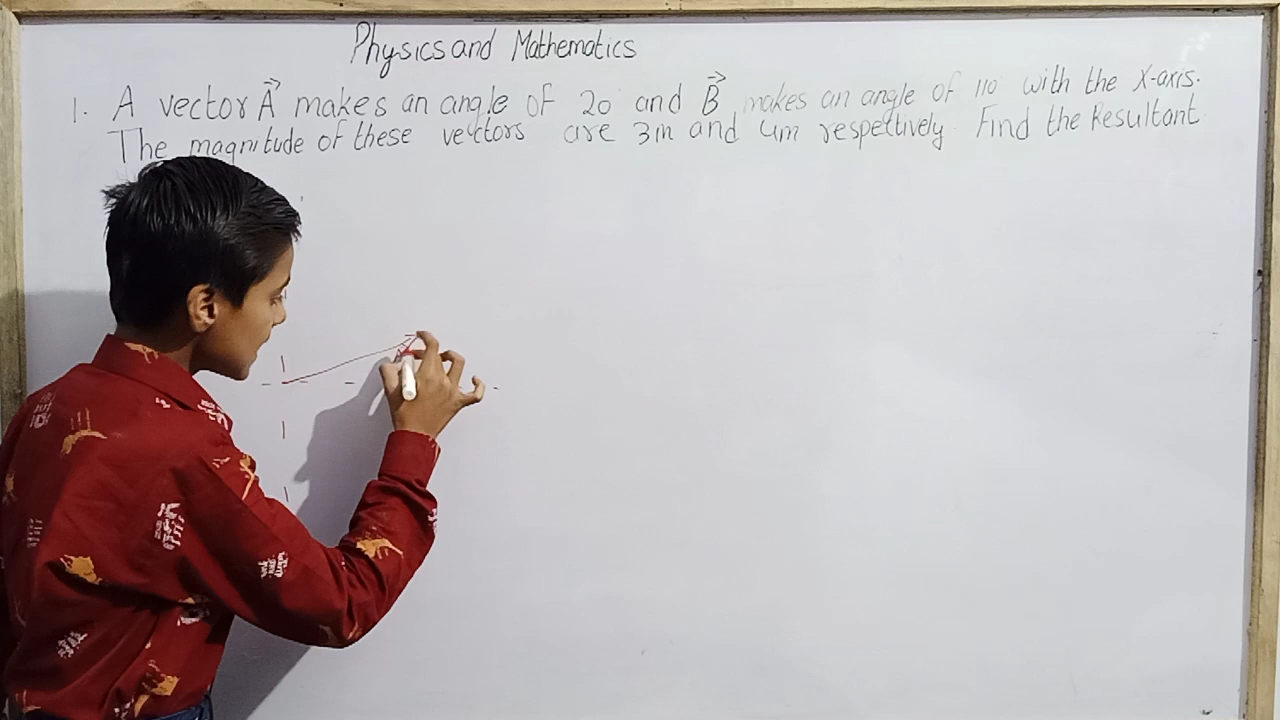 Physics and Mathematics
1. A vector A⃗ makes an angle of 20 and B⃗ makes an angle of 110 with the X-axis.
The magnitude of these vectors are 3m and 4m respectively. Find the Resultant